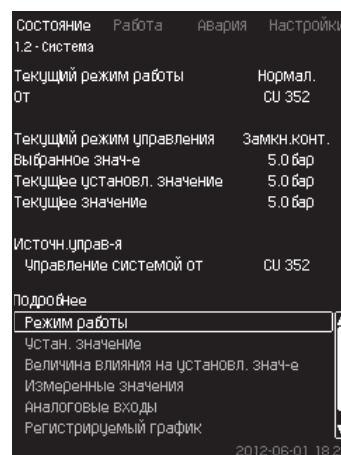 Состояние Работа Авария Настройки
1.2 - Система
Текущий режим работы Нормал.
От CU 352
Текущий режим управления Замкн.конт.
Выбранное знач-е 5.0 бар
Текущее установл. значение 5.0 бар
Текущее значение 5.0 бар
Источн.управ-я
Управление системой от CU 352
Подробнее
Режим работы
Устан. значение
Величина влияния на установл. знач-е
Измеренные значения
Аналоговые входы
Регистрируемый график
2012-06-01 18:2